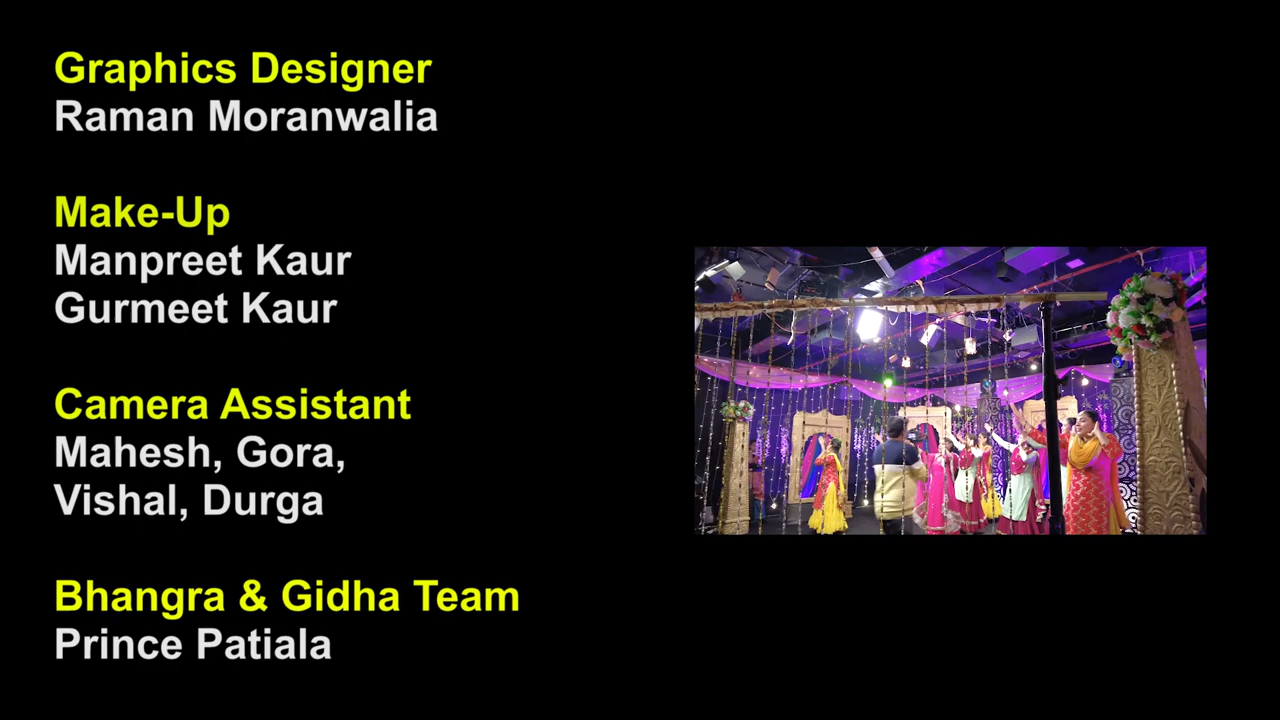 Graphics Designer
Raman Moranwalia
Make-Up
Manpreet Kaur
Gurmeet Kaur
Camera Assistant
Mahesh, Gora,
Vishal, Durga
Bhangra & Gidha Team
Prince Patiala